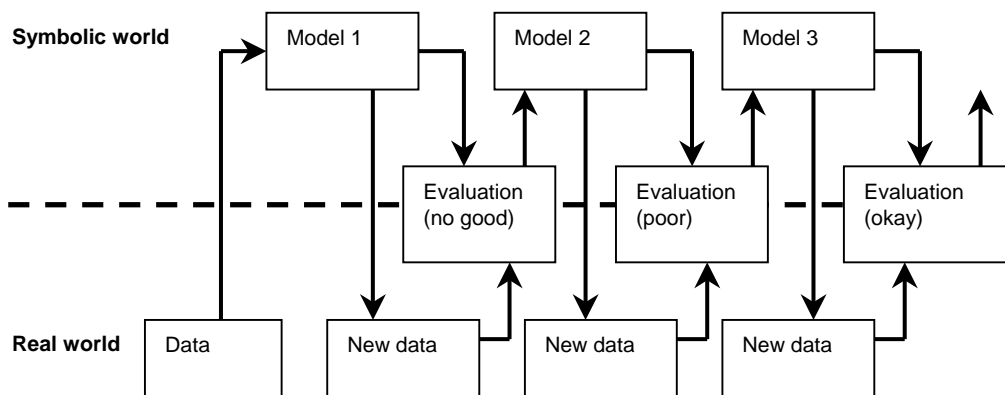 Symbolic world
Model 1
Model 2
Model 3
Evaluation
(no good)
Evaluation
(poor)
Evaluation
(okay)
Real world
Data
New data
New data
New data